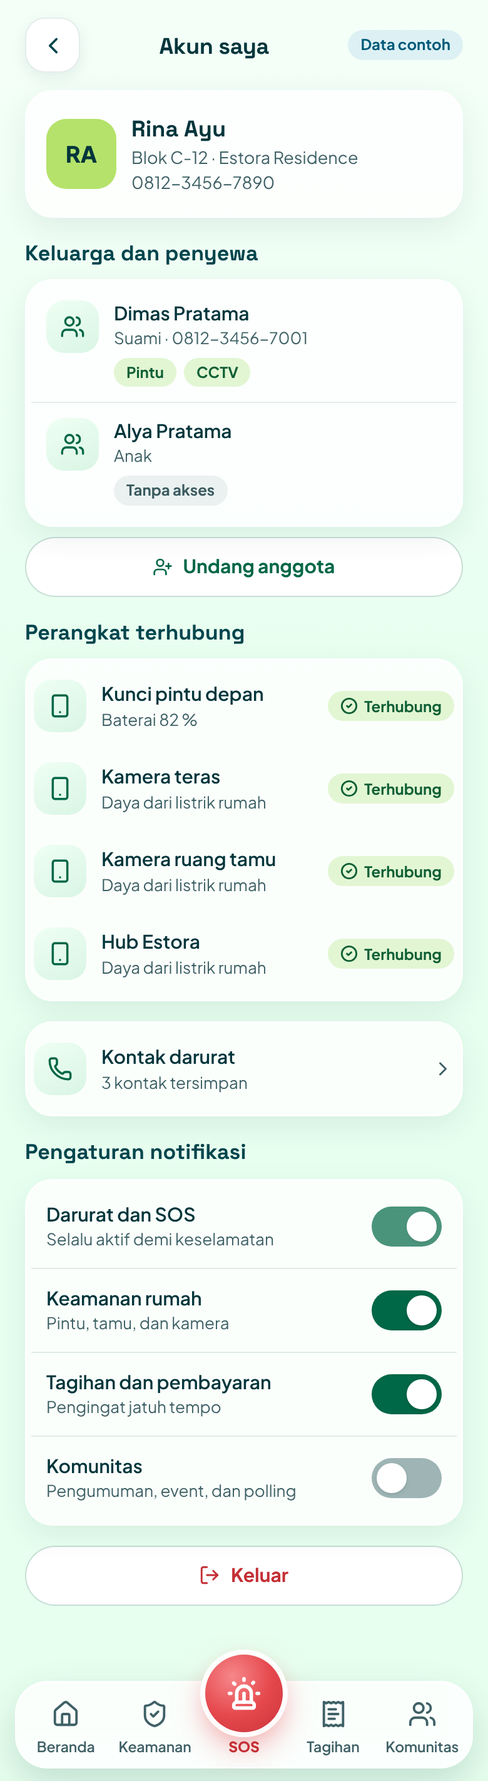 Akun saya
Data contoh
RA
Rina Ayu
Blok C-12 · Estora Residence
0812-3456-7890
Keluarga dan penyewa
Dimas Pratama
Suami · 0812-3456-7001
Pintu
CCTV
Alya Pratama
Anak
Tanpa akses
Undang anggota
Perangkat terhubung
Kunci pintu depan
Baterai 82 %
Terhubung
Kamera teras
Daya dari listrik rumah
Terhubung
Kamera ruang tamu
Daya dari listrik rumah
Terhubung
Hub Estora
Daya dari listrik rumah
Terhubung
Kontak darurat
3 kontak tersimpan
Pengaturan notifikasi
Darurat dan SOS
Selalu aktif demi keselamatan
Keamanan rumah
Pintu, tamu, dan kamera
Tagihan dan pembayaran
Pengingat jatuh tempo
Komunitas
Pengumuman, event, dan polling
Keluar
Beranda
Keamanan
SOS
Tagihan
Komunitas